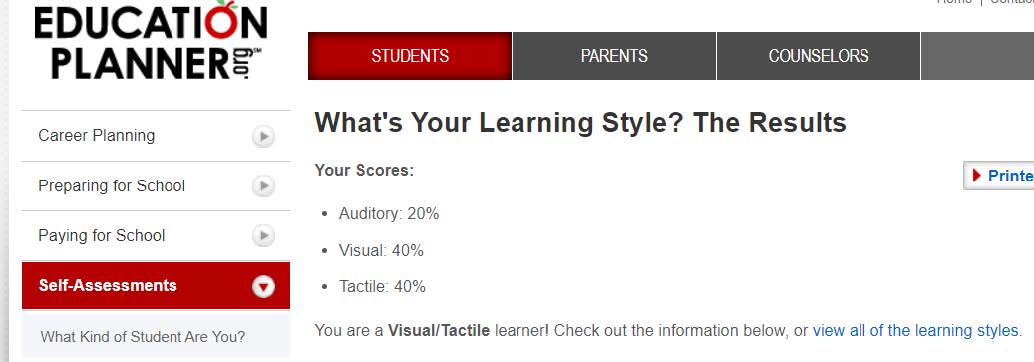 Home | Contac
EDUCATION
PLANNER.org℠
STUDENTS
PARENTS
COUNSELORS
Career Planning
Preparing for School
Paying for School
Self-Assessments
What Kind of Student Are You?
What's Your Learning Style? The Results
Your Scores:
Printe
• Auditory: 20%
• Visual: 40%
• Tactile: 40%
You are a Visual/Tactile learner! Check out the information below, or view all of the learning styles.